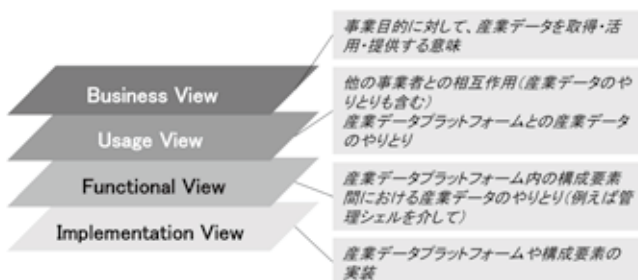 事業目的に対して、産業データを取得・活
用・提供する意味
Business View
他の事業者との相互作用(産業データのや
りとりも含む)
産業データプラットフォームとの産業データ
のやりとり
Usage View
Functional View
産業データプラットフォーム内の構成要素
間における産業データのやりとり(例えば管
理シェルを介して)
Implementation View
産業データプラットフォームや構成要素の
実装